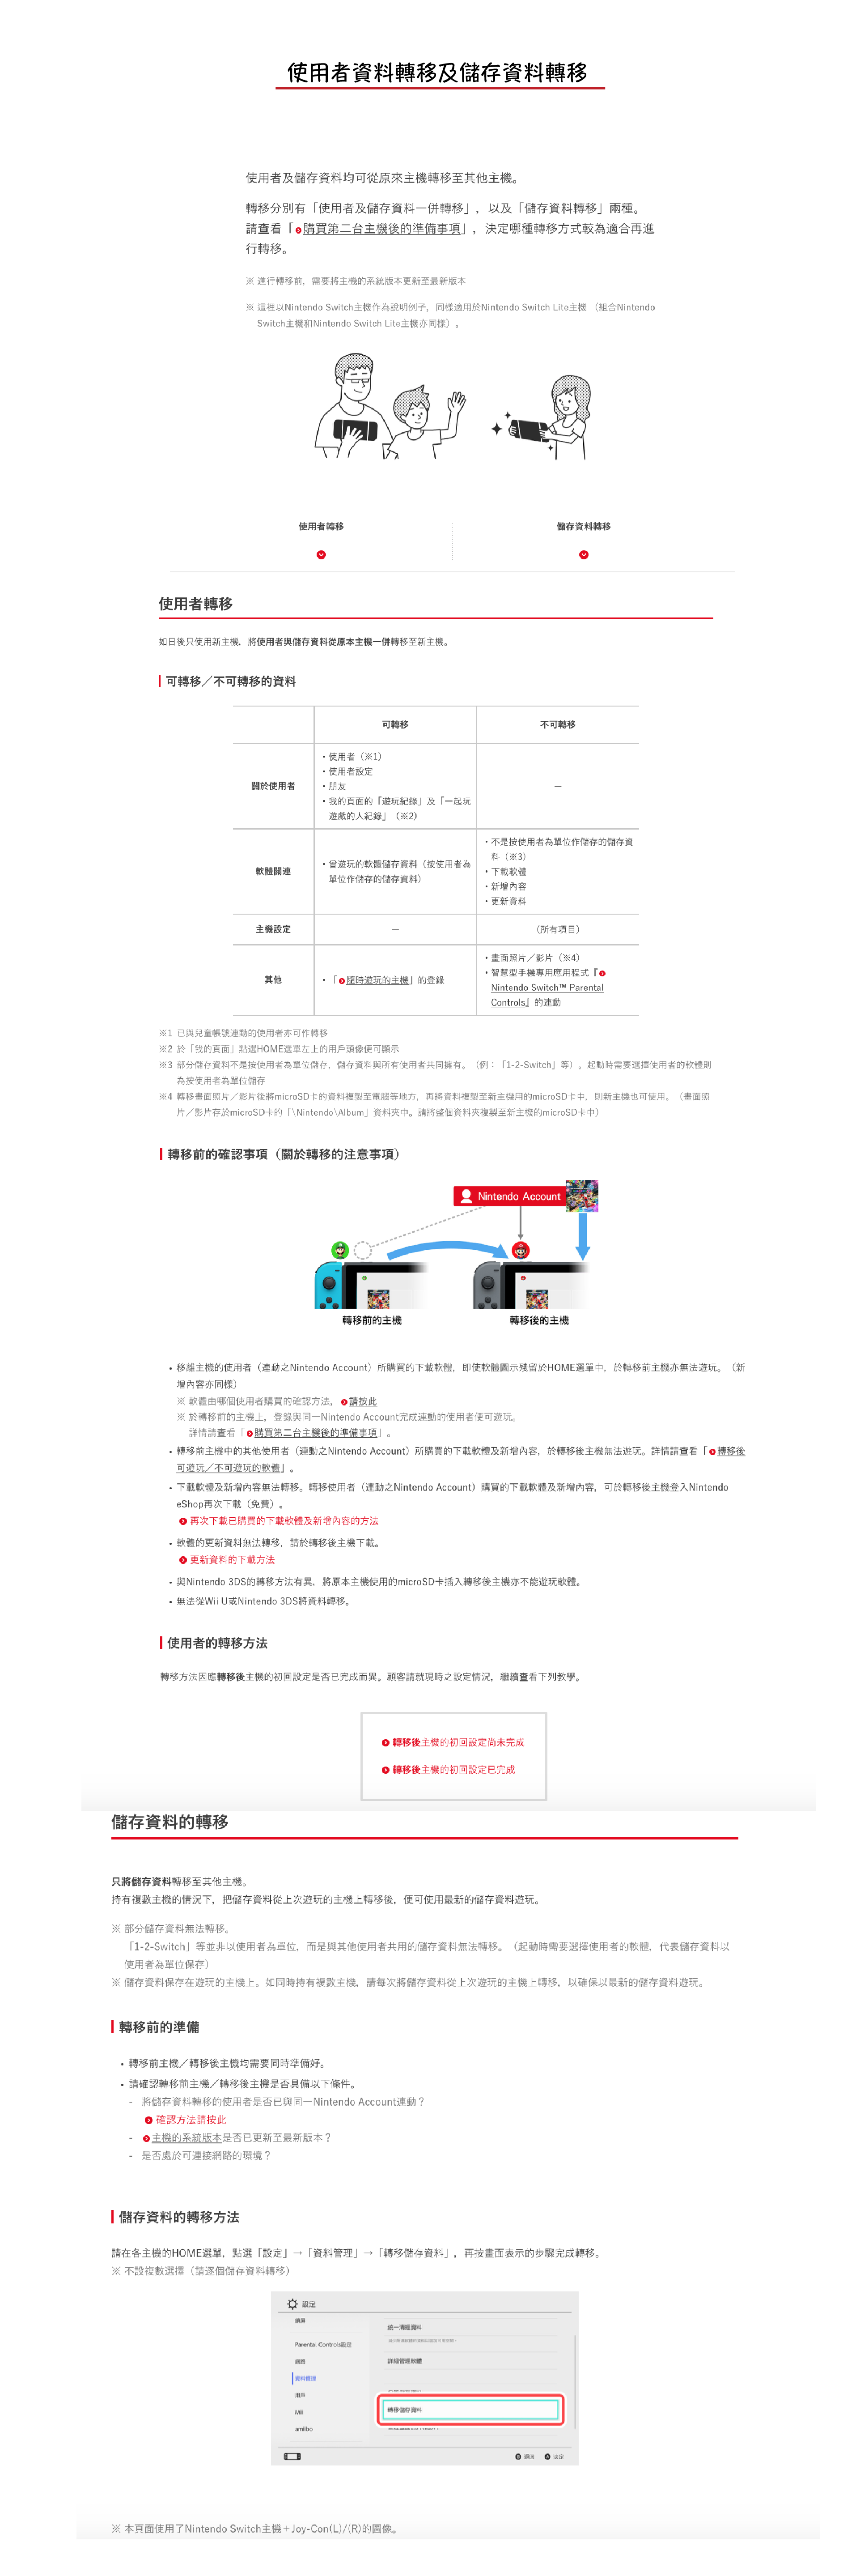 使用者資料轉移及儲存資料轉移
使用者及儲存資料均可從原來主機轉移至其他主機。
轉移分別有「使用者及儲存資料一併轉移」，以及「儲存資料轉移」兩種。
請查看「購買第二台主機後的準備事項」，決定哪種轉移方式較為適合再進
行轉移。
※ 進行轉移前，需要將主機的系統版本更新至最新版本
※ 這裡以Nintendo Switch主機作為說明例子，同樣適用於Nintendo Switch Lite主機 （組合Nintendo
Switch主機和Nintendo Switch Lite主機亦同樣）。
使用者轉移
儲存資料轉移
使用者轉移
如日後只使用新主機，將使用者與儲存資料從原本主機一併轉移至新主機。
可轉移／不可轉移的資料
可轉移
不可轉移
關於使用者
・使用者（※1）
・使用者設定
・朋友
・我的頁面的「遊玩紀錄」及「一起玩
遊戲的人紀錄」（※2）
—
軟體關連
・曾遊玩的軟體儲存資料（按使用者為
單位作儲存的儲存資料）
・不是按使用者為單位作儲存的儲存資
料（※3）
・下載軟體
・新增內容
・更新資料
主機設定
—
（所有項目）
其他
・「隨時遊玩的主機」的登錄
・畫面照片／影片（※4）
・智慧型手機專用應用程式『
Nintendo Switch™ Parental
Controls』的連動
※1 已與兒童帳號連動的使用者亦可作轉移
※2 於「我的頁面」點選HOME選單左上的用戶頭像便可顯示
※3 部分儲存資料不是按使用者為單位儲存，儲存資料與所有使用者共同擁有。（例：「1-2-Switch」等）。起動時需要選擇使用者的軟體則
為按使用者為單位儲存
※4 轉移畫面照片／影片後將microSD卡的資料複製至電腦等地方，再將資料複製至新主機用的microSD卡中，則新主機也可使用。（畫面照
片／影片存於microSD卡的「\Nintendo\Album」資料夾中。請將整個資料夾複製至新主機的microSD卡中）
轉移前的確認事項（關於轉移的注意事項）
Nintendo Account
轉移前的主機
轉移後的主機
・移離主機的使用者（連動之Nintendo Account）所購買的下載軟體，即使軟體圖示殘留於HOME選單中，於轉移前主機亦無法遊玩。（新
增內容亦同樣）
※ 軟體由哪個使用者購買的確認方法，請按此
※ 於轉移前的主機上，登錄與同一Nintendo Account完成連動的使用者便可遊玩。
詳情請查看「購買第二台主機後的準備事項」。
・轉移前主機中的其他使用者（連動之Nintendo Account）所購買的下載軟體及新增內容，於轉移後主機無法遊玩。詳情請查看「轉移後
可遊玩／不可遊玩的軟體」。
・下載軟體及新增內容無法轉移。轉移使用者（連動之Nintendo Account）購買的下載軟體及新增內容，可於轉移後主機登入Nintendo
eShop再次下載（免費）。
再次下載已購買的下載軟體及新增內容的方法
・軟體的更新資料無法轉移，請於轉移後主機下載。
更新資料的下載方法
・與Nintendo 3DS的轉移方法有異，將原本主機使用的microSD卡插入轉移後主機亦不能遊玩軟體。
・無法從Wii U或Nintendo 3DS將資料轉移。
使用者的轉移方法
轉移方法因應轉移後主機的初回設定是否已完成而異。顧客請就現時之設定情況，繼續查看下列教學。
轉移後主機的初回設定尚未完成
轉移後主機的初回設定已完成
儲存資料的轉移
只將儲存資料轉移至其他主機。
持有複數主機的情況下，把儲存資料從上次遊玩的主機上轉移後，便可使用最新的儲存資料遊玩。
※ 部分儲存資料無法轉移。
「1-2-Switch」等並非以使用者為單位，而是與其他使用者共用的儲存資料無法轉移。（起動時需要選擇使用者的軟體，代表儲存資料以
使用者為單位保存）
※ 儲存資料保存在遊玩的主機上。如同時持有複數主機，請每次將儲存資料從上次遊玩的主機上轉移，以確保以最新的儲存資料遊玩。
轉移前的準備
・轉移前主機／轉移後主機均需要同時準備好。
・請確認轉移前主機／轉移後主機是否具備以下條件。
- 將儲存資料轉移的使用者是否已與同一Nintendo Account連動？
確認方法請按此
- 主機的系統版本是否已更新至最新版本？
- 是否處於可連接網路的環境？
儲存資料的轉移方法
請在各主機的HOME選單，點選「設定」→「資料管理」→「轉移儲存資料」，再按畫面表示的步驟完成轉移。
※ 不設複數選擇（請逐個儲存資料轉移）
設定
Parental Controls設定
網路
資料管理
用戶
Mii
amiibo
統一清理資料
詳細管理軟體
轉移儲存資料
返回
決定
※ 本頁面使用了Nintendo Switch主機＋Joy-Con(L)/(R)的圖像。